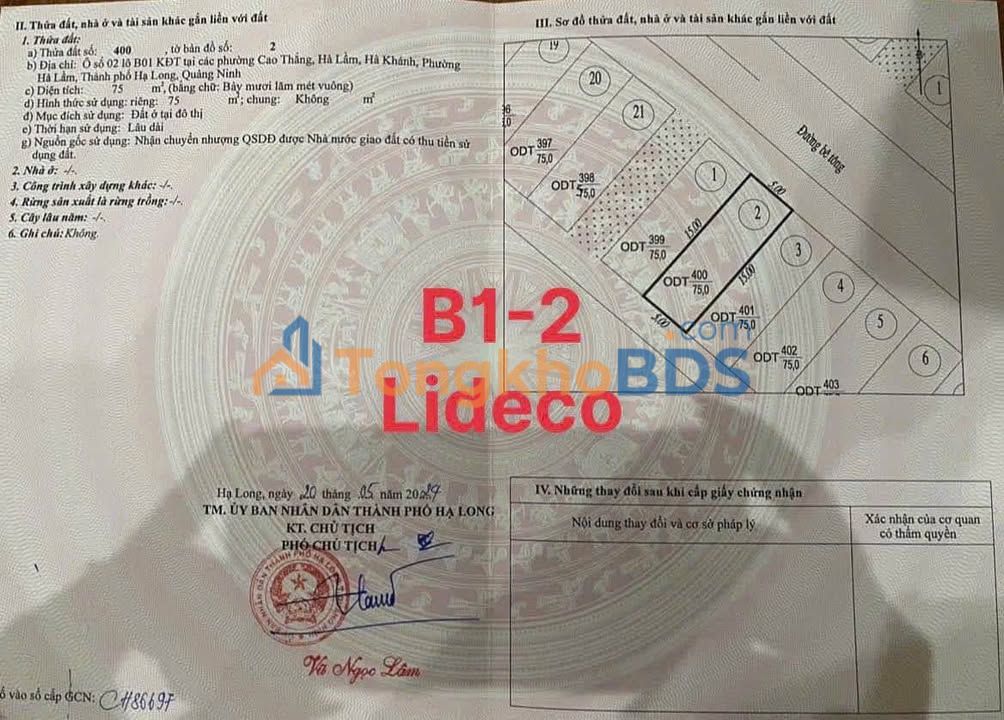 II. Thửa đất, nhà ở và tài sản khác gắn liền với đất
1. Thửa đất:
a) Thửa đất số: 400 , tờ bản đồ số: 2
b) Địa chỉ: Ô số 02 lô B01 KĐT tại các phường Cao Thắng, Hà Lầm, Hà Khánh, Phường
Hà Lầm, Thành phố Hạ Long, Quảng Ninh
c) Diện tích: 75 m², (bằng chữ: Bảy mươi lăm mét vuông)
d) Hình thức sử dụng: riêng: 75 m²; chung: Không m²
đ) Mục đích sử dụng: Đất ở tại đô thị
e) Thời hạn sử dụng: Lâu dài
g) Nguồn gốc sử dụng: Nhận chuyển nhượng QSDĐ được Nhà nước giao đất có thu tiền sử
dụng đất.
2. Nhà ở: -/-.
3. Công trình xây dựng khác: -/-.
4. Rừng sản xuất là rừng trồng: -/-.
5. Cây lâu năm: -/-.
6. Ghi chú: Không.
Hạ Long, ngày 20 tháng 05 năm 2024
TM. ỦY BAN NHÂN DÂN THÀNH PHỐ HẠ LONG
KT. CHỦ TỊCH
PHÓ CHỦ TỊCH
Vũ Ngọc Lâm
số vào sổ cấp GCN: CH8669F
III. Sơ đồ thửa đất, nhà ở và tài sản khác gắn liền với đất
19
20
21
1
Đường bê tông
ODT 397
75,0
ODT 398
75,0
1
5,00
2
ODT 399
75,0
15,00
3
ODT 400
75,0
15,00
4
5,00
ODT 401
75,0
5
ODT 402
75,0
6
ODT 403
B1-2
TongkhoBDS
.com
Lideco
IV. Những thay đổi sau khi cấp giấy chứng nhận
Nội dung thay đổi và cơ sở pháp lý
Xác nhận của cơ quan
có thẩm quyền